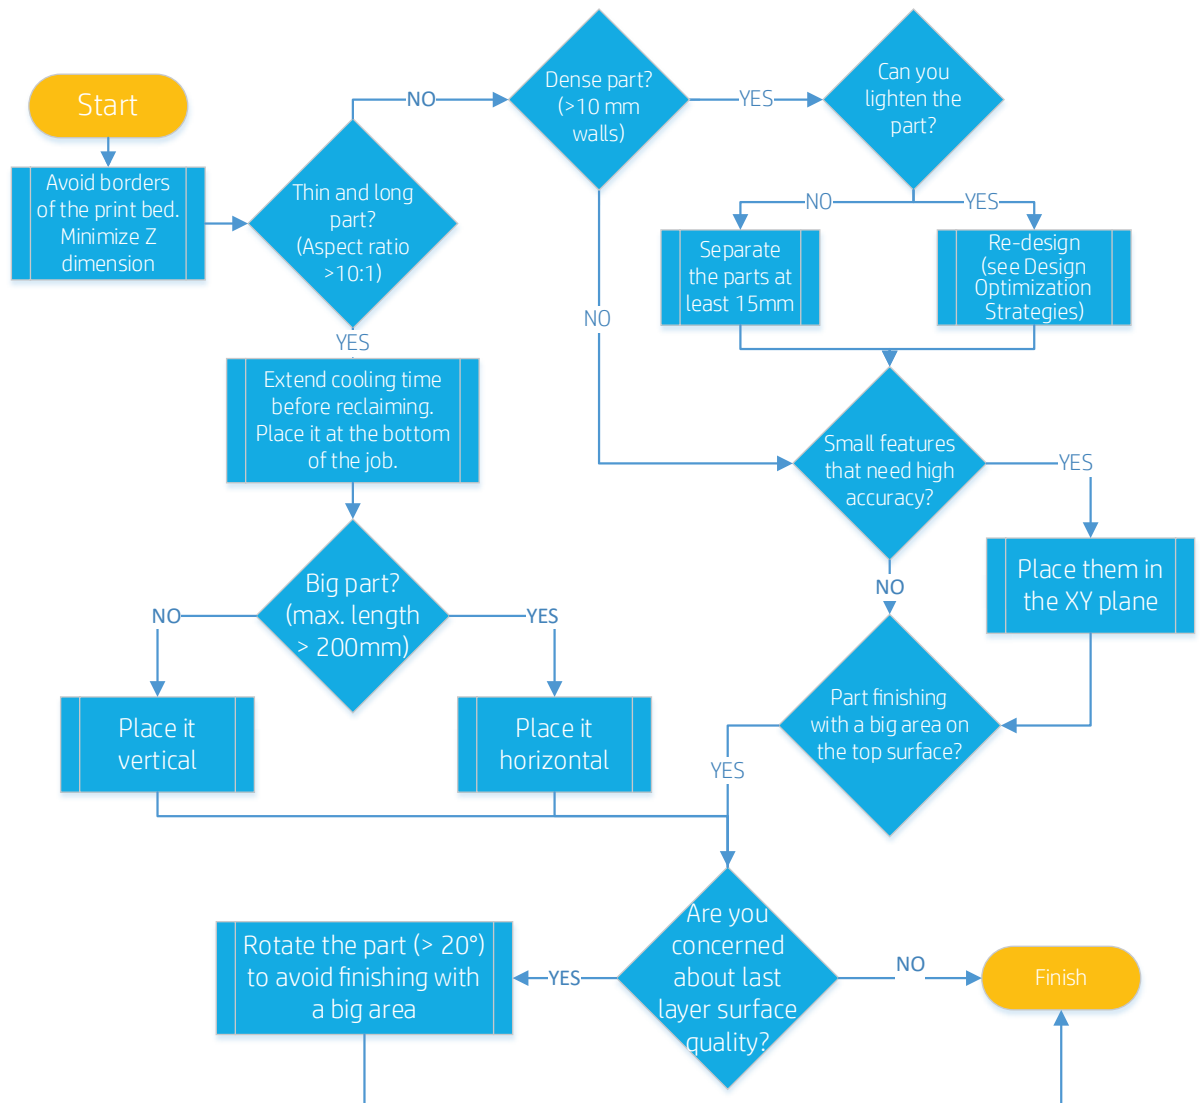 Start
Avoid borders
of the print bed.
Minimize Z
dimension
Thin and long
part?
(Aspect ratio
>10:1)
NO
Dense part?
(>10 mm
walls)
YES
Can you
lighten the
part?
NO
YES
Separate
the parts at
least 15mm
Re-design
(see Design
Optimization
Strategies)
NO
YES
Extend cooling time
before reclaiming.
Place it at the bottom
of the job.
Small features
that need high
accuracy?
YES
Place them in
the XY plane
NO
Big part?
(max. length
> 200mm)
NO
YES
Place it
vertical
Place it
horizontal
Part finishing
with a big area on
the top surface?
YES
Are you
concerned
about last
layer surface
quality?
YES
NO
Rotate the part (> 20°)
to avoid finishing with
a big area
Finish